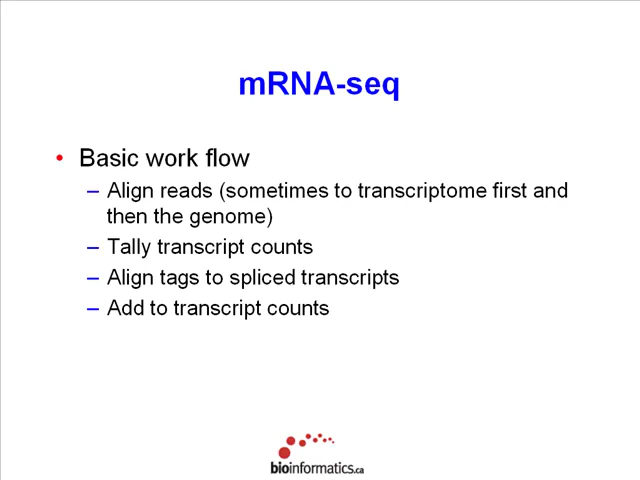 mRNA-seq
• Basic work flow
– Align reads (sometimes to transcriptome first and
then the genome)
– Tally transcript counts
– Align tags to spliced transcripts
– Add to transcript counts
bioinformatics.ca